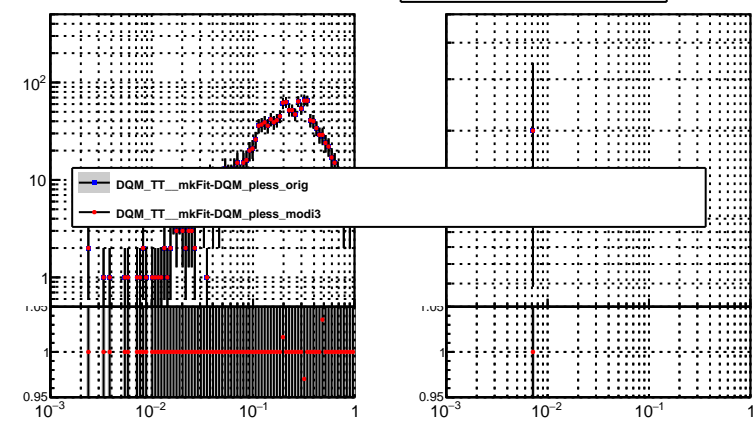 10²
10
DQM_TT__mkFit-DQM_pless_orig
DQM_TT__mkFit-DQM_pless_modi3
1
1.05 1.05
1 1
0.95 0.95
10⁻³ 10⁻² 10⁻¹ 1 10⁻³ 10⁻² 10⁻¹ 1